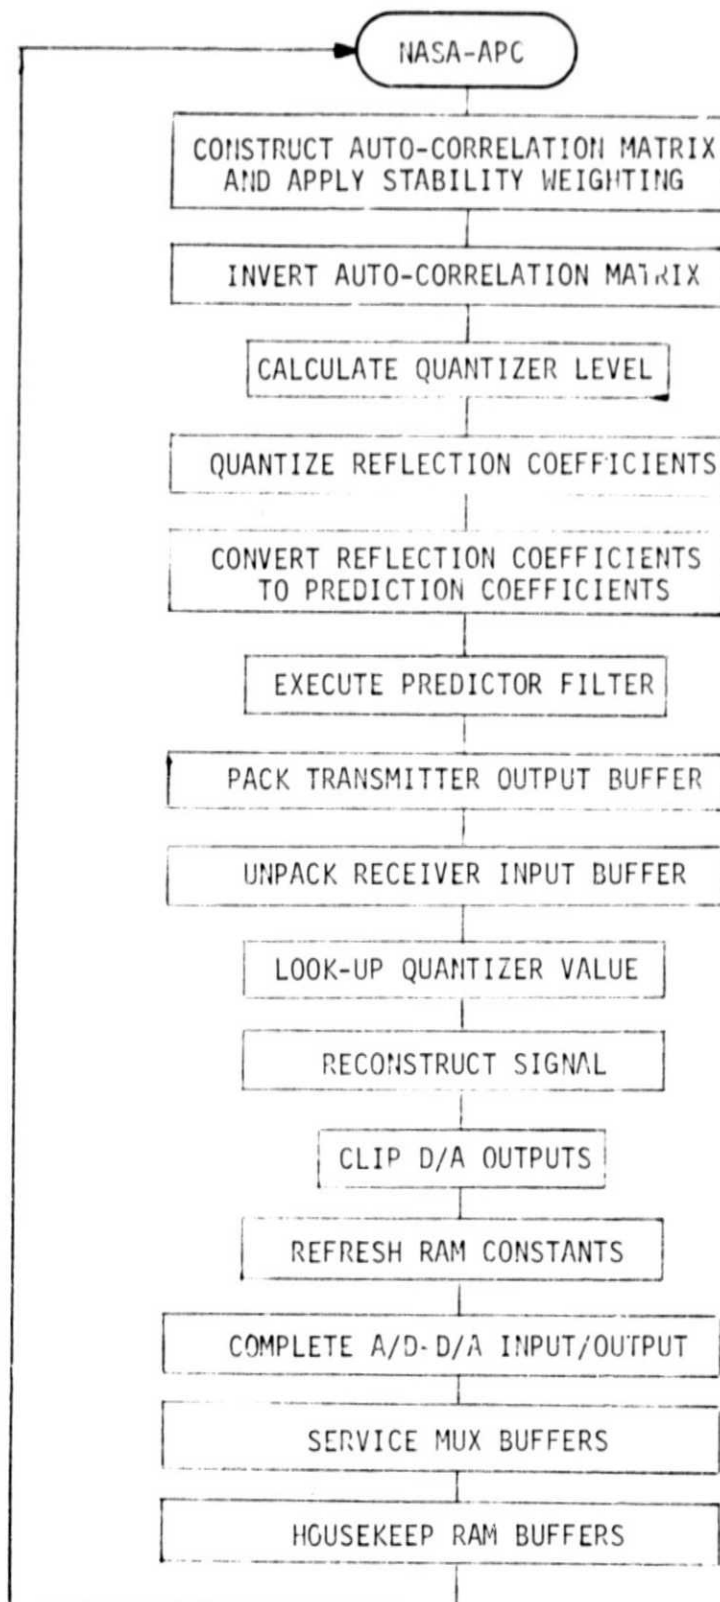 NASA-APC
CONSTRUCT AUTO-CORRELATION MATRIX
AND APPLY STABILITY WEIGHTING
INVERT AUTO-CORRELATION MATRIX
CALCULATE QUANTIZER LEVEL
QUANTIZE REFLECTION COEFFICIENTS
CONVERT REFLECTION COEFFICIENTS
TO PREDICTION COEFFICIENTS
EXECUTE PREDICTOR FILTER
PACK TRANSMITTER OUTPUT BUFFER
UNPACK RECEIVER INPUT BUFFER
LOOK-UP QUANTIZER VALUE
RECONSTRUCT SIGNAL
CLIP D/A OUTPUTS
REFRESH RAM CONSTANTS
COMPLETE A/D-D/A INPUT/OUTPUT
SERVICE MUX BUFFERS
HOUSEKEEP RAM BUFFERS